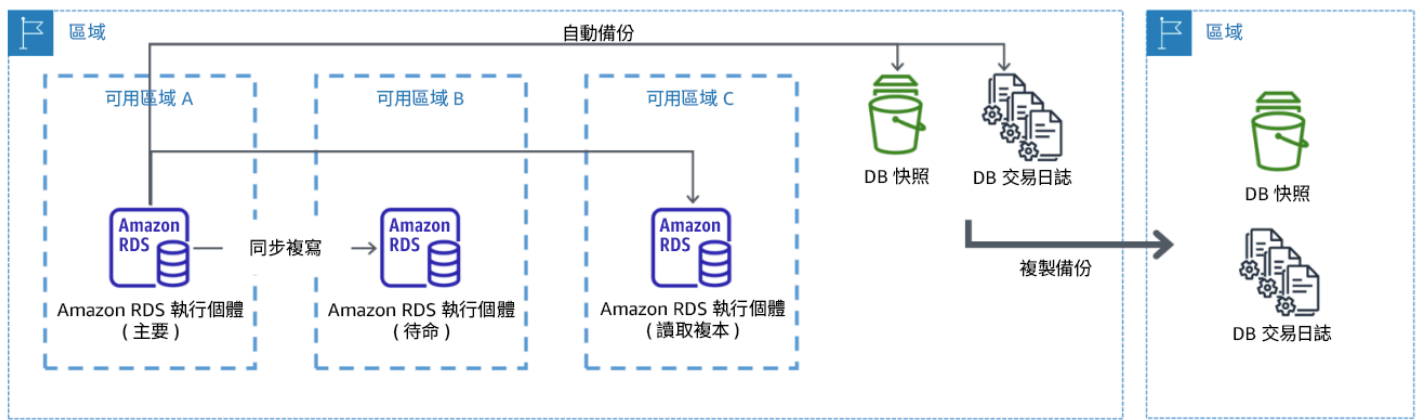 區域
自動備份
區域
可用區域 A
可用區域 B
可用區域 C
DB 快照
DB 交易日誌
DB 快照
Amazon
RDS
同步複寫
Amazon
RDS
Amazon
RDS
複製備份
Amazon RDS 執行個體
( 主要 )
Amazon RDS 執行個體
( 待命 )
Amazon RDS 執行個體
( 讀取複本 )
DB 交易日誌